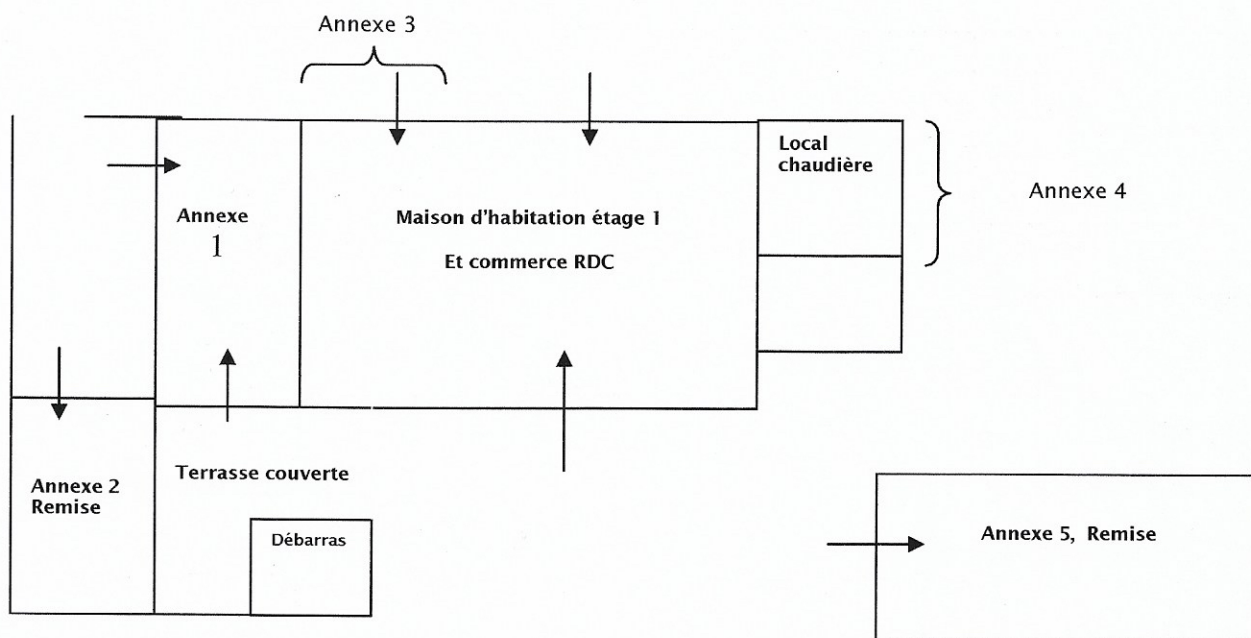 Annexe 3
Local
chaudière
Annexe 4
Annexe
1
Maison d'habitation étage 1
Et commerce RDC
Terrasse couverte
Annexe 2
Remise
Débarras
Annexe 5, Remise